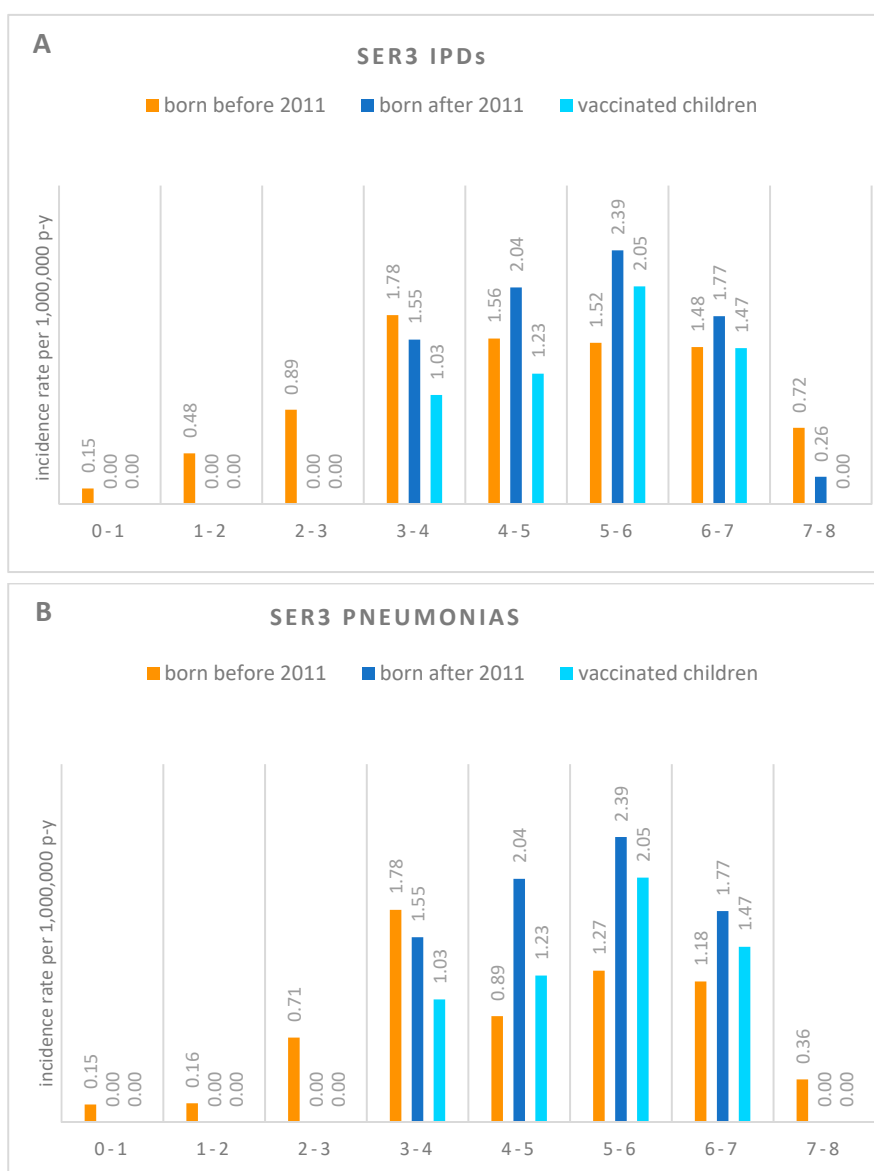 A
SER3 IPDs
born before 2011 born after 2011 vaccinated children
incidence rate per 1,000,000 p-y
0.15 0.00 0.00
0.48 0.00 0.00
0.89 0.00 0.00
1.78 1.55 1.03
1.56 2.04 1.23
1.52 2.39 2.05
1.48 1.77 1.47
0.72 0.26 0.00
0-1 1-2 2-3 3-4 4-5 5-6 6-7 7-8
B
SER3 PNEUMONIAS
born before 2011 born after 2011 vaccinated children
incidence rate per 1,000,000 p-y
0.15 0.00 0.00
0.16 0.00 0.00
0.71 0.00 0.00
1.78 1.55 1.03
0.89 2.04 1.23
1.27 2.39 2.05
1.18 1.77 1.47
0.36 0.00 0.00
0-1 1-2 2-3 3-4 4-5 5-6 6-7 7-8